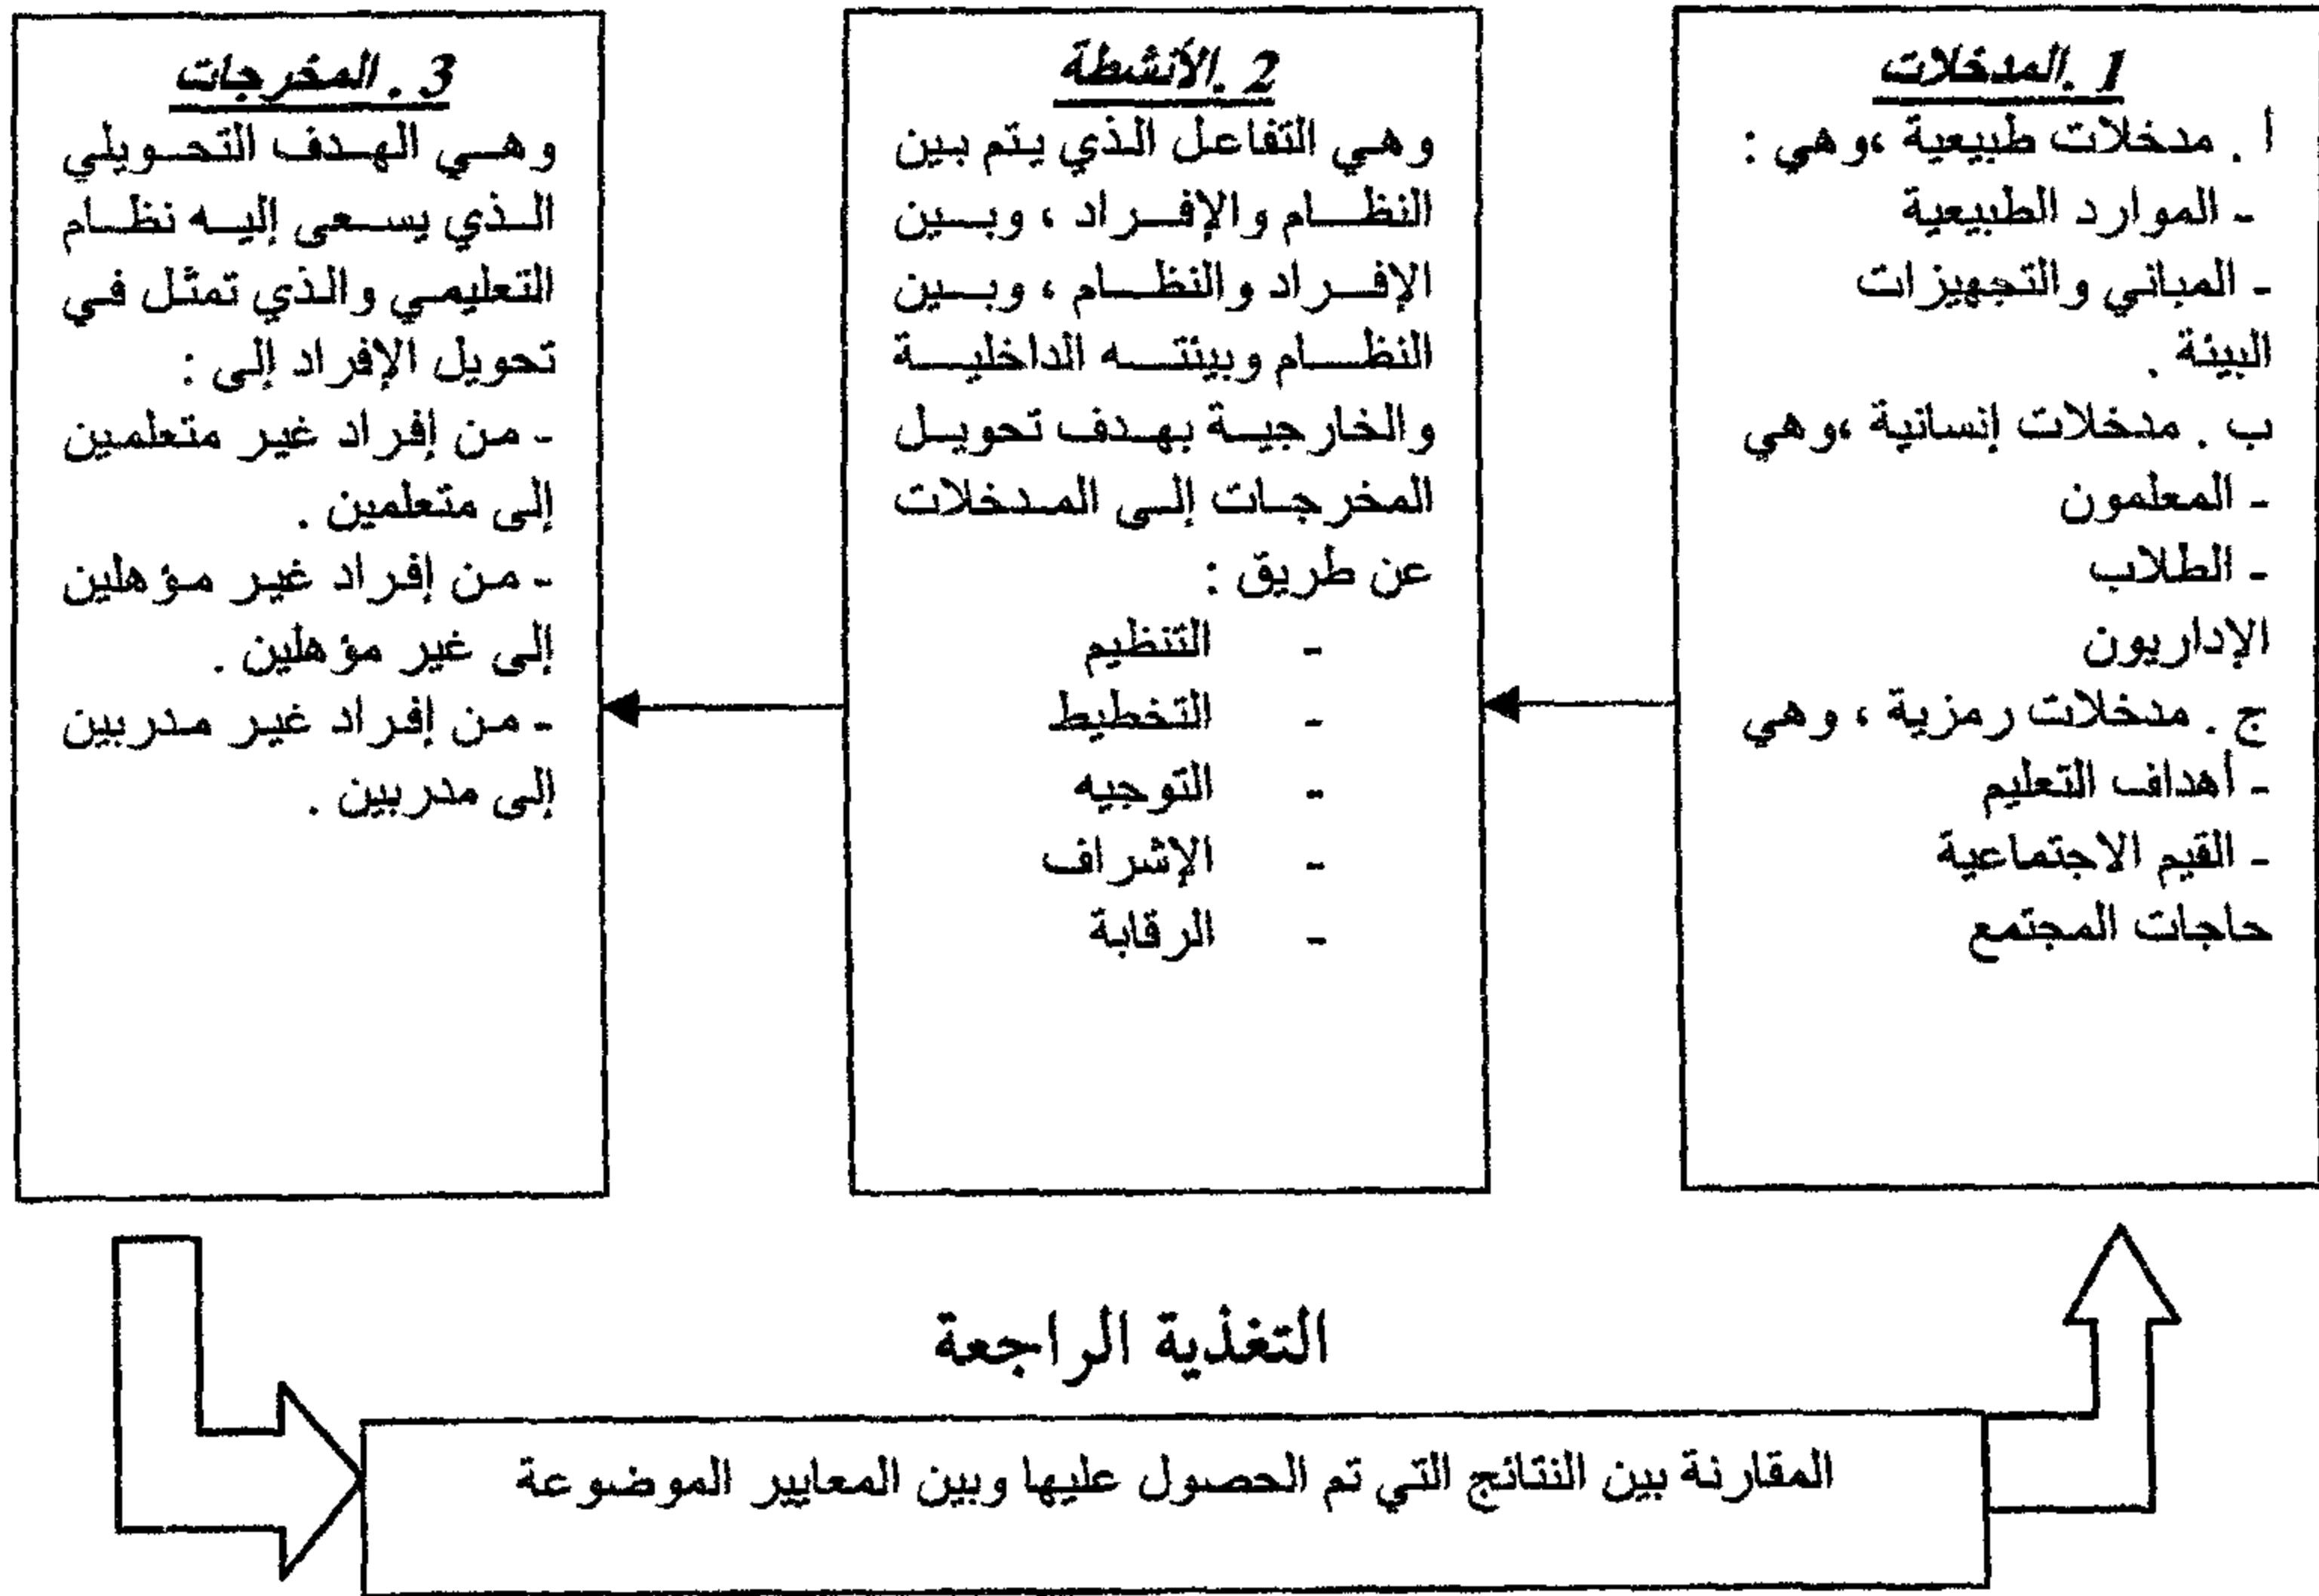 1 .المدخلات
أ . مدخلات طبيعية ،وهي :
- الموارد الطبيعية
- المباني والتجهيزات
البيئة .
ب . مدخلات إنسانية ،وهي
- المعلمون
- الطلاب
الإداريون
ج . مدخلات رمزية ، وهي
- أهداف التعليم
- القيم الاجتماعية
حاجات المجتمع
2 .الأنشطة
وهي التفاعل الذي يتم بين
النظام والإفراد ، وبين
الإفراد والنظام ، وبين
النظام وبيئته الداخلية
والخارجية بهدف تحويل
المخرجات إلى المدخلات
عن طريق :
- التنظيم
- التخطيط
- التوجيه
- الإشراف
- الرقابة
3 . المخرجات
وهي الهدف التحويلي
الذي يسعى إليه نظام
التعليمي والذي تمثل في
تحويل الإفراد إلى :
- من إفراد غير متعلمين
إلى متعلمين .
- من إفراد غير مؤهلين
إلى غير مؤهلين .
- من إفراد غير مدربين
إلى مدربين .
التغذية الراجعة
المقارنة بين النتائج التي تم الحصول عليها وبين المعايير الموضوعة